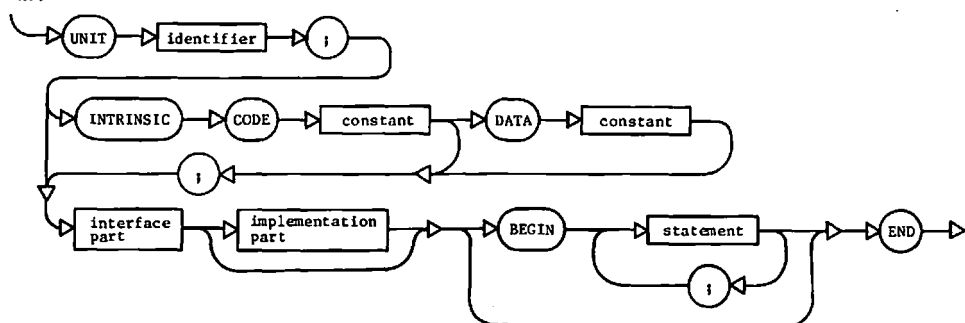 UNIT identifier ;
INTRINSIC CODE constant DATA constant
;
interface part implementation part BEGIN statement END
;